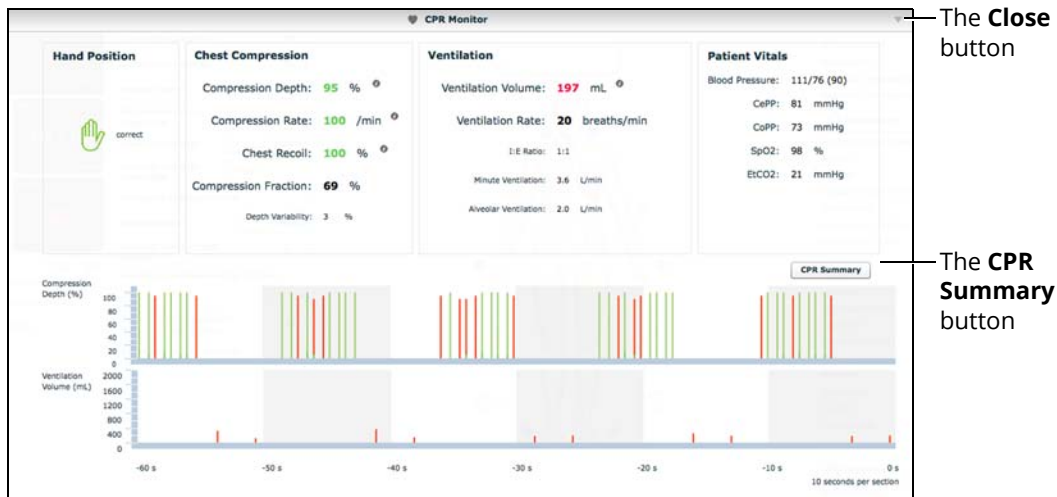 CPR Monitor
The Close
button
Hand Position
correct
Chest Compression
Compression Depth: 95 %
Compression Rate: 100 /min
Chest Recoil: 100 %
Compression Fraction: 69 %
Depth Variability: 3 %
Ventilation
Ventilation Volume: 197 mL
Ventilation Rate: 20 breaths/min
I:E Ratio: 1:1
Minute Ventilation: 3.6 L/min
Alveolar Ventilation: 2.0 L/min
Patient Vitals
Blood Pressure: 111/76 (90)
CePP: 81 mmHg
CoPP: 73 mmHg
SpO2: 98 %
EtCO2: 21 mmHg
CPR Summary
The CPR
Summary
button
Compression
Depth (%)
100
80
60
40
20
0
Ventilation
Volume (mL)
2000
1600
1200
800
400
0
-60 s -50 s -40 s -30 s -20 s -10 s 0 s
10 seconds per section